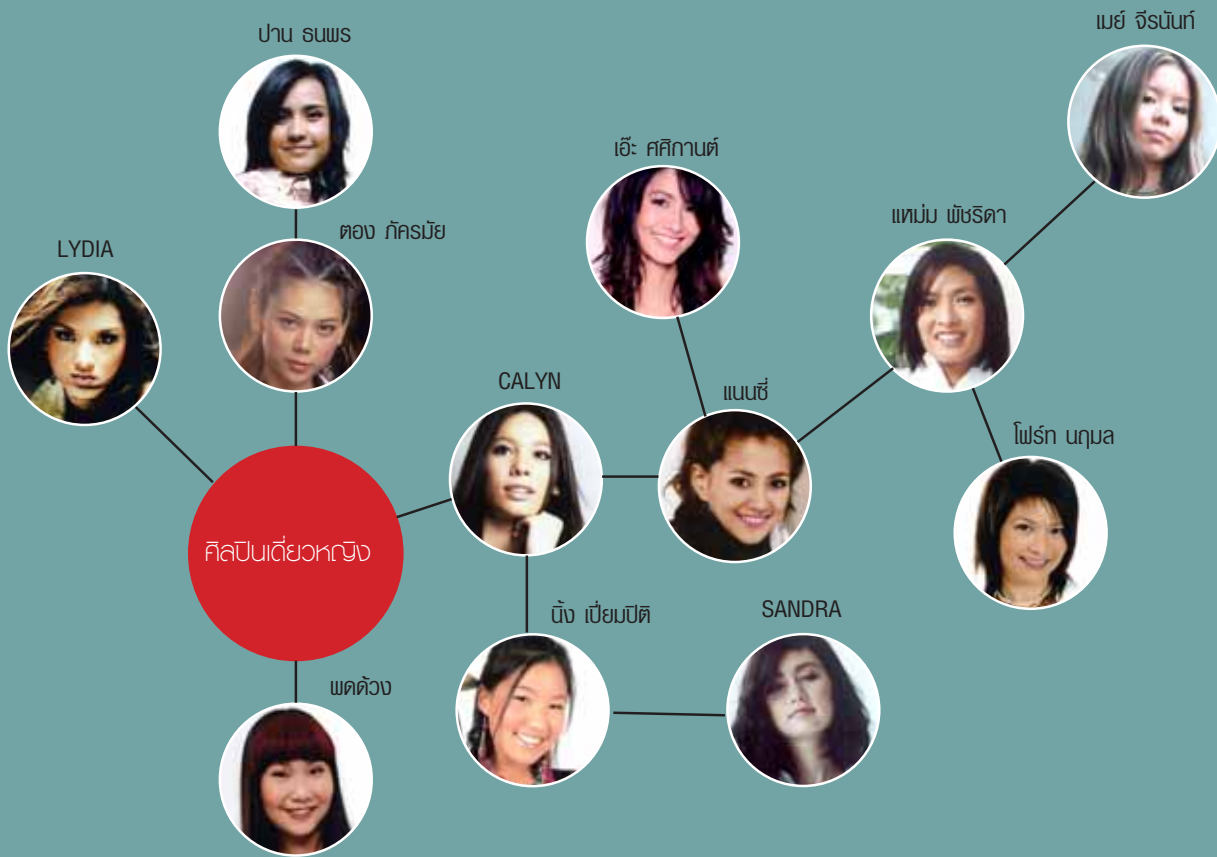 เมย์ จีรนันท์
ปาน ธนพร
เอ๊ะ ศศิกานต์
แหม่ม พัชริดา
ตอง ภัครมัย
LYDIA
CALYN
แนนซี่
โฟร์ท นฤมล
ศิลปินเดี่ยวหญิง
นิ้ง เปี่ยมปิติ
SANDRA
พดด้วง